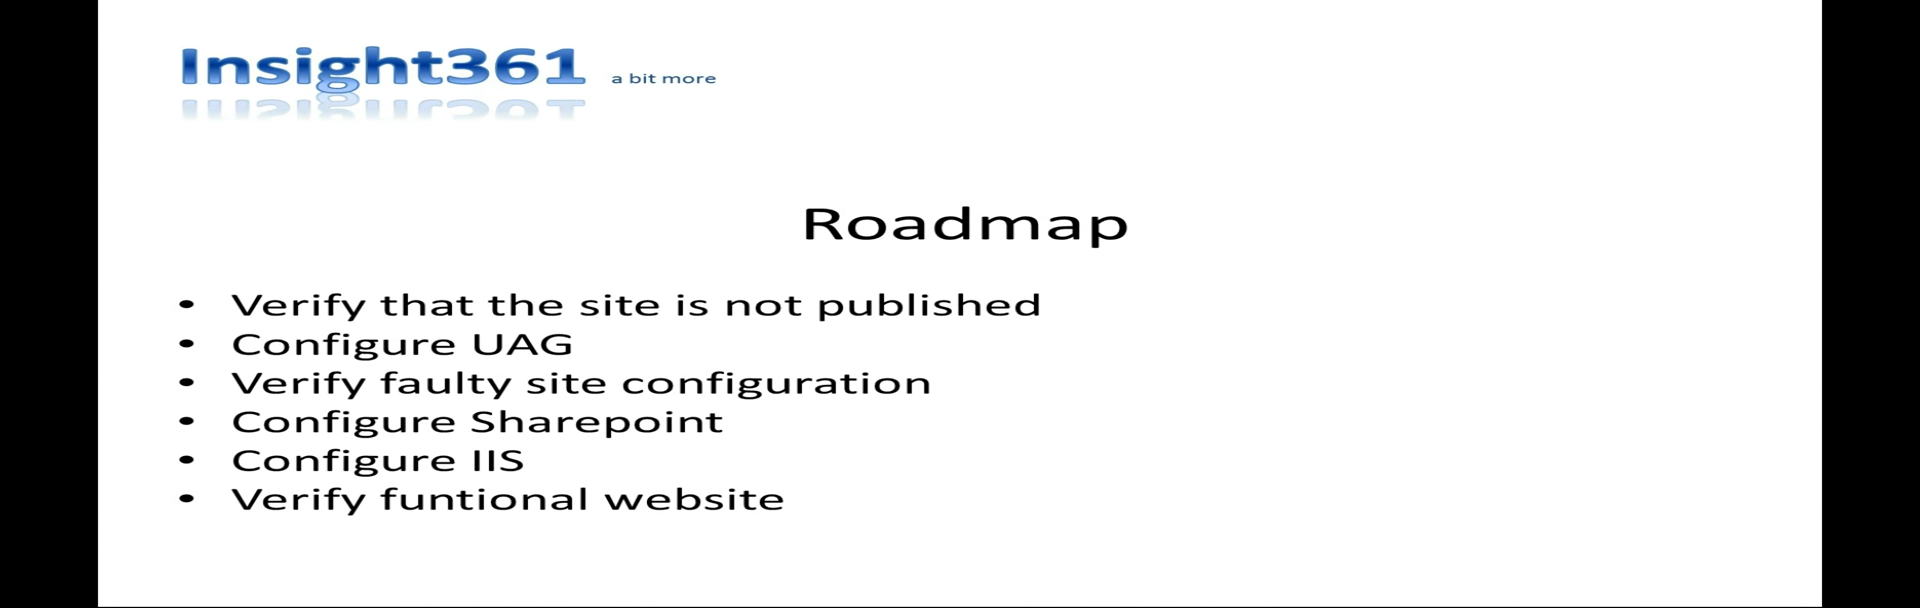 Insight361 a bit more
Roadmap
• Verify that the site is not published
• Configure UAG
• Verify faulty site configuration
• Configure Sharepoint
• Configure IIS
• Verify funtional website